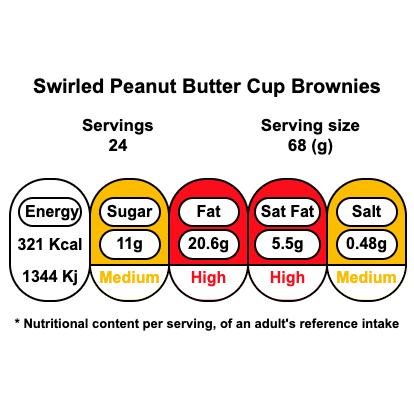 Swirled Peanut Butter Cup Brownies
Servings Serving size
24 68 (g)
Energy Sugar Fat Sat Fat Salt
321 Kcal 11g 20.6g 5.5g 0.48g
1344 Kj Medium High High Medium
* Nutritional content per serving, of an adult's reference intake